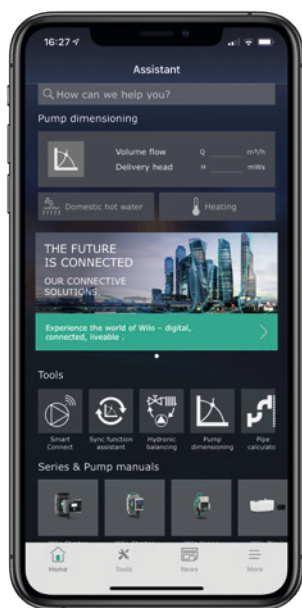 16:27
Assistant
How can we help you?
Pump dimensioning
Volume flow Q m³/h
Delivery head H mWs
Domestic hot water
Heating
THE FUTURE
IS CONNECTED
OUR CONNECTIVE
SOLUTIONS.
Experience the world of Wilo – digital,
connected, liveable .
Tools
Smart
Connect
Sync function
assistant
Hydronic
balancing
Pump
dimensioning
Pipe
calculato
Series & Pump manuals
Home
Tools
News
More